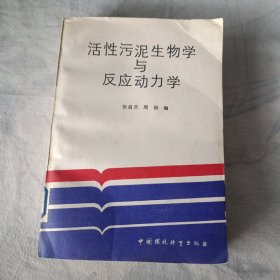 活性污泥生物学
与
反应动力学
张自杰 周帆 编
中国环境科学出版社